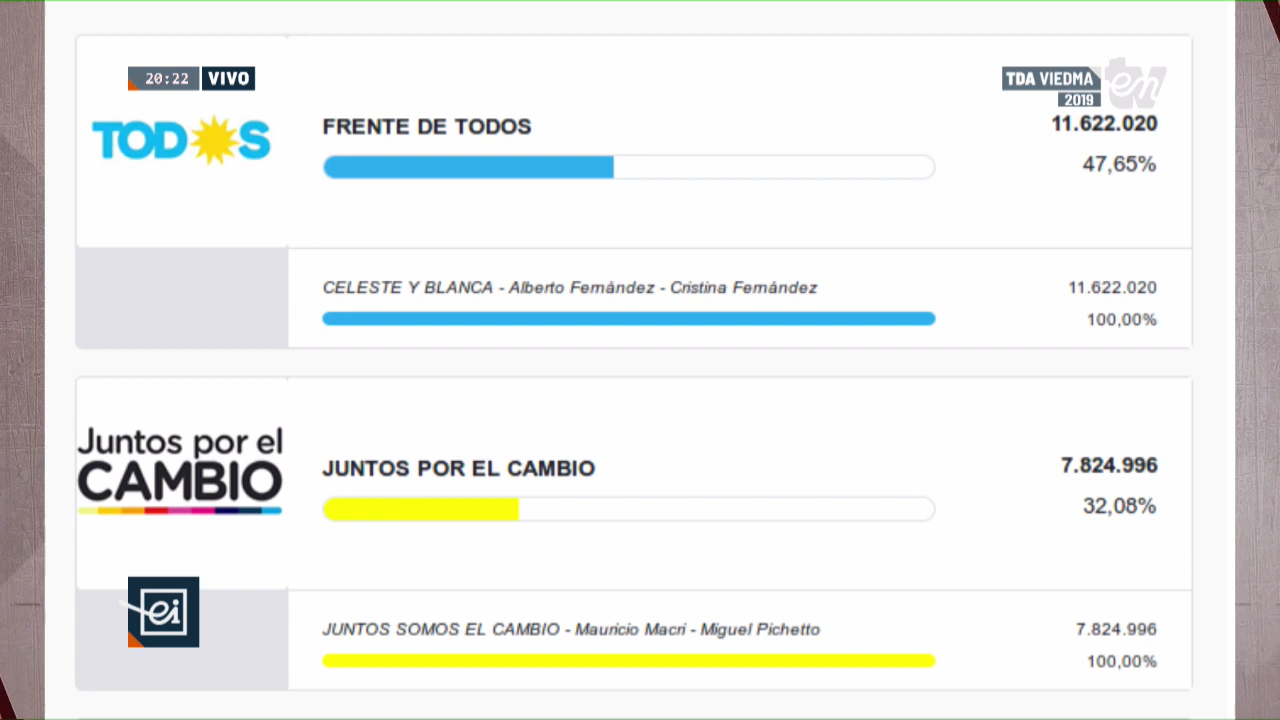 20:22 VIVO
TDA VIEDMA
2019
ten
TODOS
FRENTE DE TODOS
11.622.020
47,65%
CELESTE Y BLANCA - Alberto Fernández - Cristina Fernández
11.622.020
100,00%
Juntos por el
CAMBIO
JUNTOS POR EL CAMBIO
7.824.996
32,08%
ei
JUNTOS SOMOS EL CAMBIO - Mauricio Macri - Miguel Pichetto
7.824.996
100,00%